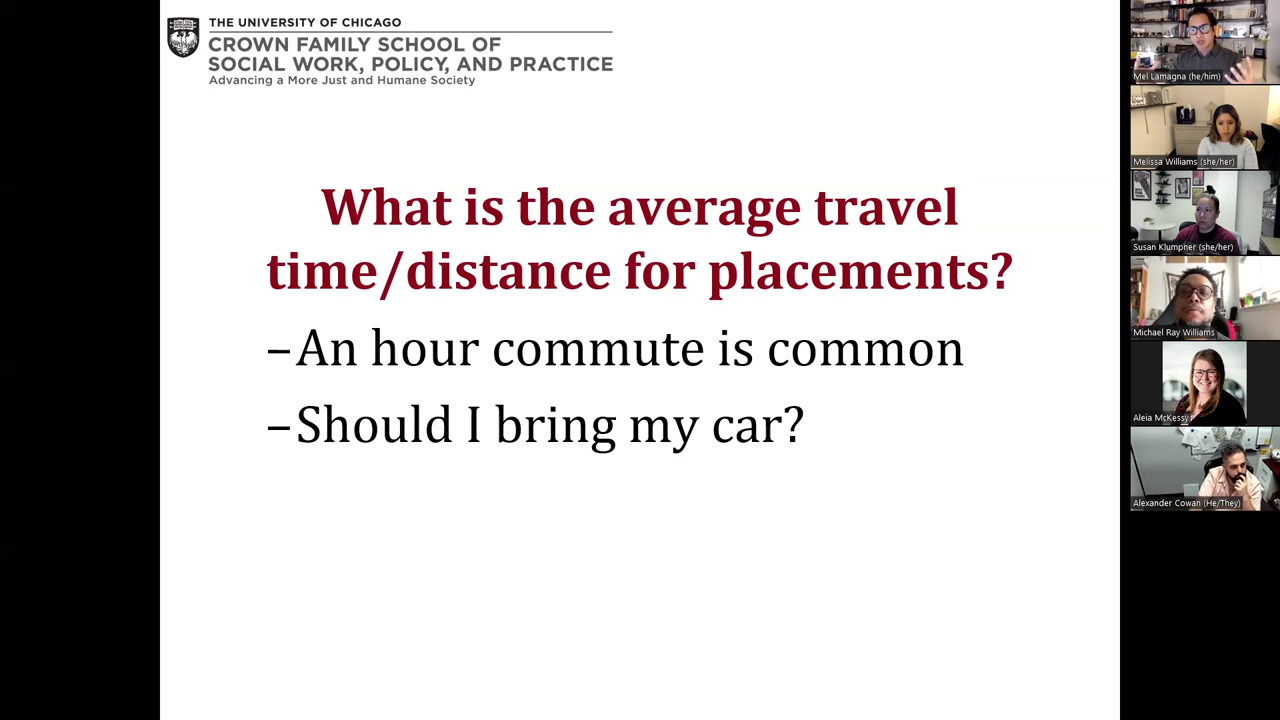 THE UNIVERSITY OF CHICAGO
CROWN FAMILY SCHOOL OF
SOCIAL WORK, POLICY, AND PRACTICE
Advancing a More Just and Humane Society
What is the average travel
time/distance for placements?
–An hour commute is common
–Should I bring my car?
Mel Lamagna (he/him)
Melissa Williams (she/her)
Susan Klumpner (she/her)
Michael Ray Williams
Aleia McKessy
Alexander Cowan (He/They)